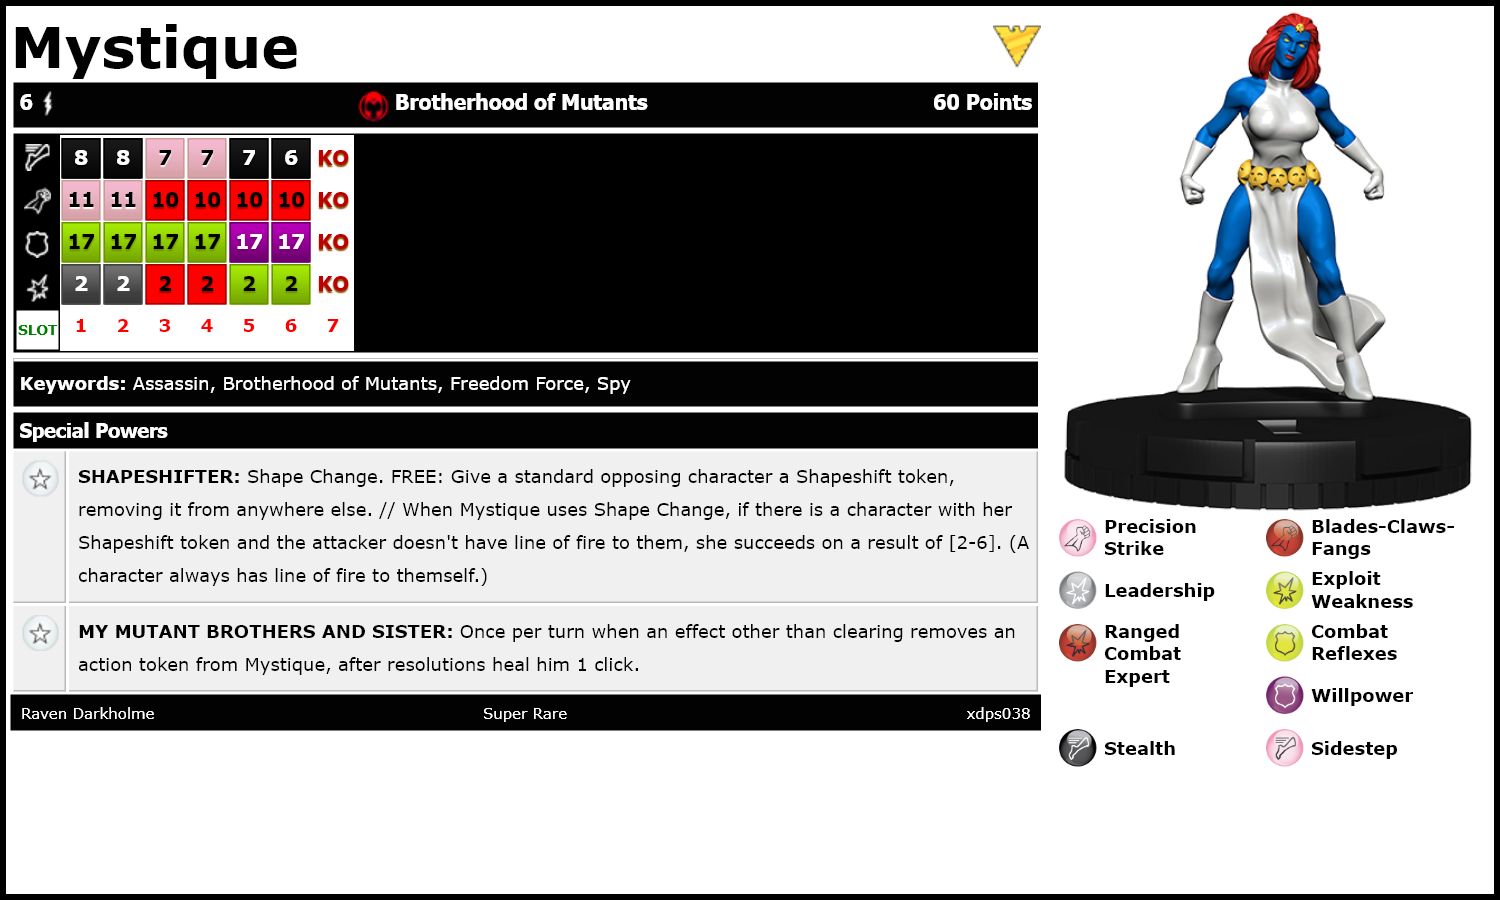 Mystique
6 Brotherhood of Mutants 60 Points
8 8 7 7 7 6 KO
11 11 10 10 10 10 KO
17 17 17 17 17 17 KO
2 2 2 2 2 2 KO
SLOT 1 2 3 4 5 6 7
Keywords: Assassin, Brotherhood of Mutants, Freedom Force, Spy
Special Powers
SHAPESHIFTER: Shape Change. FREE: Give a standard opposing character a Shapeshift token,
removing it from anywhere else. // When Mystique uses Shape Change, if there is a character with her
Shapeshift token and the attacker doesn't have line of fire to them, she succeeds on a result of [2-6]. (A
character always has line of fire to themself.)
MY MUTANT BROTHERS AND SISTER: Once per turn when an effect other than clearing removes an
action token from Mystique, after resolutions heal him 1 click.
Raven Darkholme Super Rare xdps038
Precision
Strike
Blades-Claws-
Fangs
Leadership
Exploit
Weakness
Ranged
Combat
Expert
Combat
Reflexes
Willpower
Stealth
Sidestep